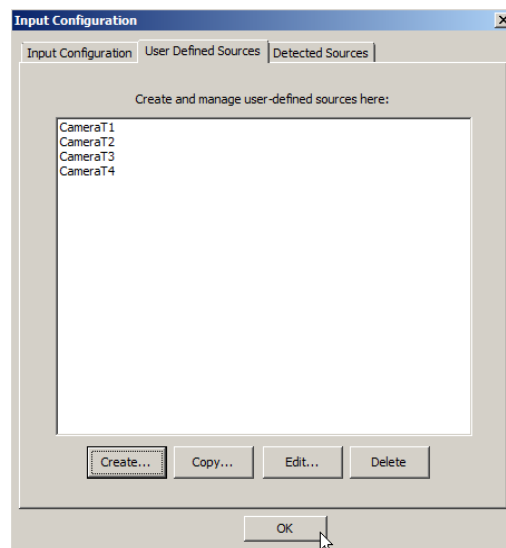 Input Configuration
Input Configuration User Defined Sources Detected Sources
Create and manage user-defined sources here:
CameraT1
CameraT2
CameraT3
CameraT4
Create... Copy... Edit... Delete
OK